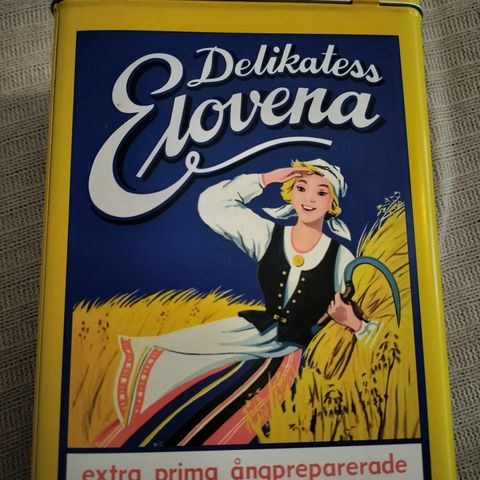 Delikatess
Elovena
extra prima ångpreparerade